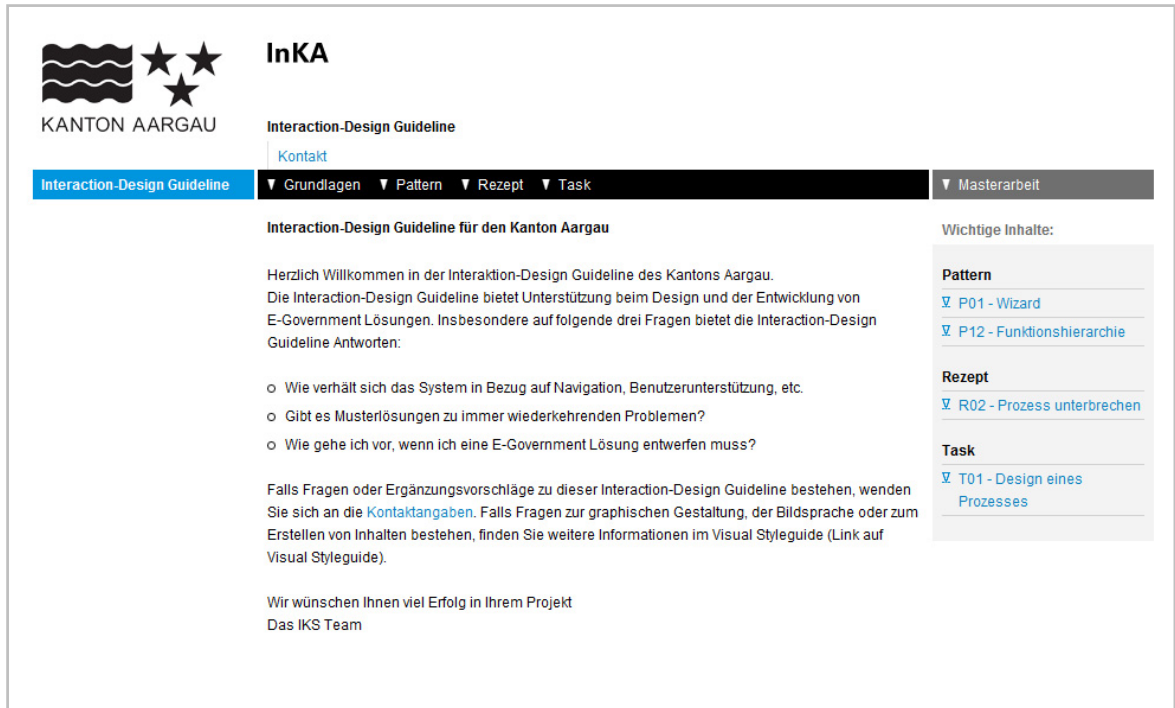 InKA
KANTON AARGAU
Interaction-Design Guideline
Kontakt
Interaction-Design Guideline
Grundlagen Pattern Rezept Task
Masterarbeit
Interaction-Design Guideline für den Kanton Aargau
Herzlich Willkommen in der Interaktion-Design Guideline des Kantons Aargau.
Die Interaction-Design Guideline bietet Unterstützung beim Design und der Entwicklung von
E-Government Lösungen. Insbesondere auf folgende drei Fragen bietet die Interaction-Design
Guideline Antworten:
Wie verhält sich das System in Bezug auf Navigation, Benutzerunterstützung, etc.
Gibt es Musterlösungen zu immer wiederkehrenden Problemen?
Wie gehe ich vor, wenn ich eine E-Government Lösung entwerfen muss?
Falls Fragen oder Ergänzungsvorschläge zu dieser Interaction-Design Guideline bestehen, wenden
Sie sich an die Kontaktangaben. Falls Fragen zur graphischen Gestaltung, der Bildsprache oder zum
Erstellen von Inhalten bestehen, finden Sie weitere Informationen im Visual Styleguide (Link auf
Visual Styleguide).
Wir wünschen Ihnen viel Erfolg in Ihrem Projekt
Das IKS Team
Wichtige Inhalte:
Pattern
P01 - Wizard
P12 - Funktionshierarchie
Rezept
R02 - Prozess unterbrechen
Task
T01 - Design eines
Prozesses